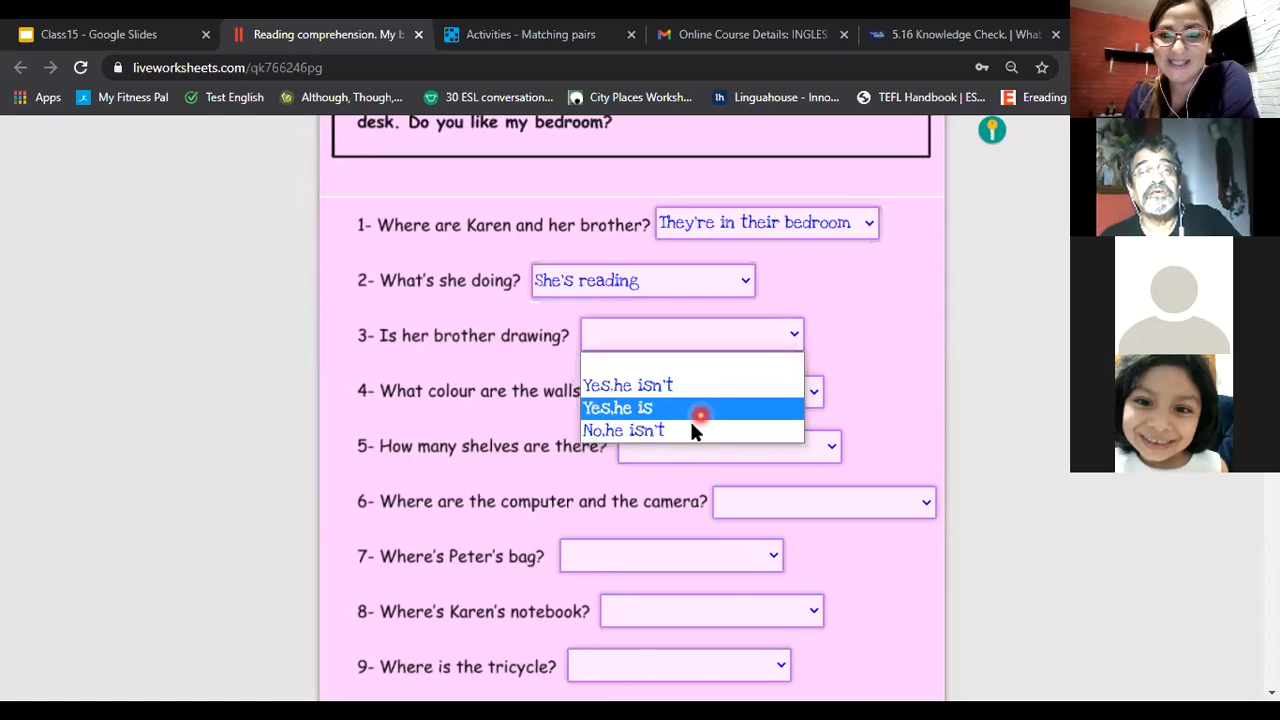 Class15 - Google Slides
Reading comprehension. My b
Activities - Matching pairs
Online Course Details: INGLES
5.16 Knowledge Check. | What
liveworksheets.com/qk766246pg
Apps
My Fitness Pal
Test English
Although, Though,...
30 ESL conversation...
City Places Worksh...
lh
Linguahouse - Inno...
TEFL Handbook | ES...
E
Ereading
desk. Do you like my bedroom?
1- Where are Karen and her brother? They're in their bedroom
2- What's she doing? She's reading
3- Is her brother drawing?
Yes,he isn't
4- What colour are the walls
Yes,he is
No,he isn't
5- How many shelves are there?
6- Where are the computer and the camera?
7- Where's Peter's bag?
8- Where's Karen's notebook?
9- Where is the tricycle?